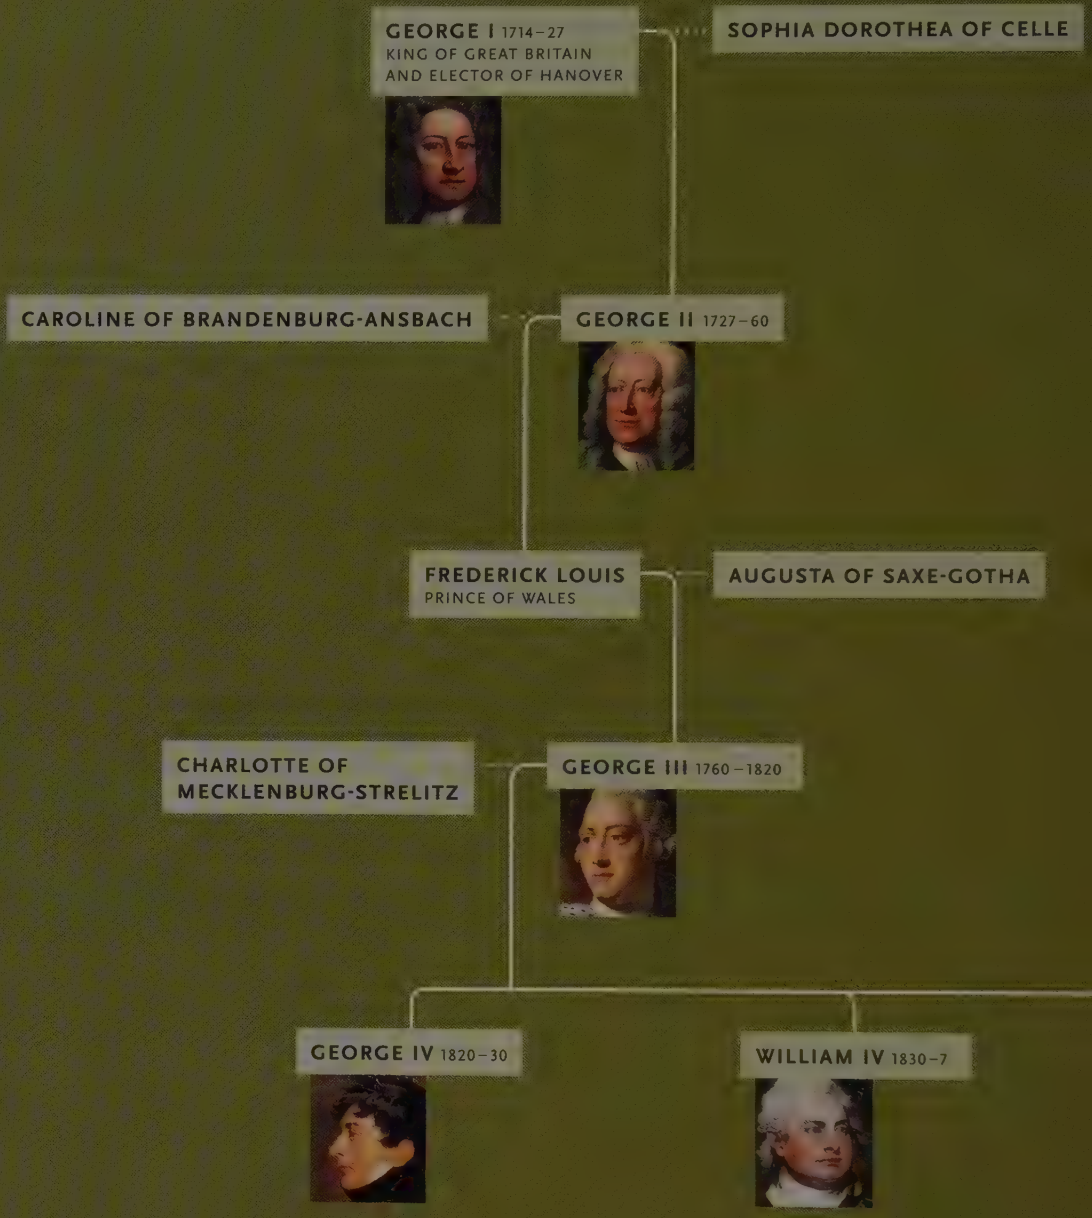 GEORGE I 1714–27
KING OF GREAT BRITAIN
AND ELECTOR OF HANOVER
SOPHIA DOROTHEA OF CELLE
CAROLINE OF BRANDENBURG-ANSBACH
GEORGE II 1727–60
FREDERICK LOUIS
PRINCE OF WALES
AUGUSTA OF SAXE-GOTHA
CHARLOTTE OF
MECKLENBURG-STRELITZ
GEORGE III 1760–1820
GEORGE IV 1820–30
WILLIAM IV 1830–7